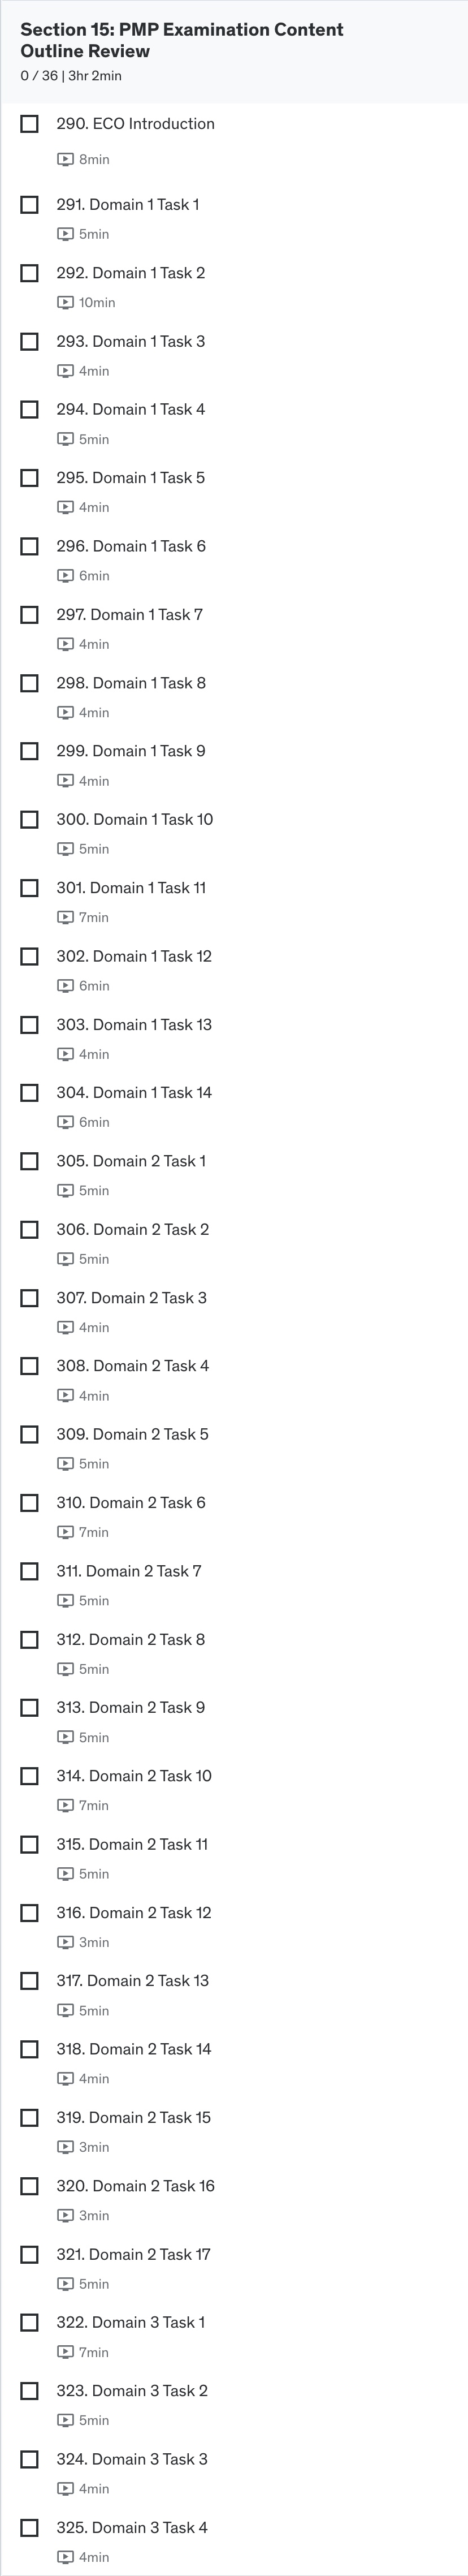 Section 15: PMP Examination Content
Outline Review
0 / 36 | 3hr 2min
290. ECO Introduction
8min
291. Domain 1 Task 1
5min
292. Domain 1 Task 2
10min
293. Domain 1 Task 3
4min
294. Domain 1 Task 4
5min
295. Domain 1 Task 5
4min
296. Domain 1 Task 6
6min
297. Domain 1 Task 7
4min
298. Domain 1 Task 8
4min
299. Domain 1 Task 9
4min
300. Domain 1 Task 10
5min
301. Domain 1 Task 11
7min
302. Domain 1 Task 12
6min
303. Domain 1 Task 13
4min
304. Domain 1 Task 14
6min
305. Domain 2 Task 1
5min
306. Domain 2 Task 2
5min
307. Domain 2 Task 3
4min
308. Domain 2 Task 4
4min
309. Domain 2 Task 5
5min
310. Domain 2 Task 6
7min
311. Domain 2 Task 7
5min
312. Domain 2 Task 8
5min
313. Domain 2 Task 9
5min
314. Domain 2 Task 10
7min
315. Domain 2 Task 11
5min
316. Domain 2 Task 12
3min
317. Domain 2 Task 13
5min
318. Domain 2 Task 14
4min
319. Domain 2 Task 15
3min
320. Domain 2 Task 16
3min
321. Domain 2 Task 17
5min
322. Domain 3 Task 1
7min
323. Domain 3 Task 2
5min
324. Domain 3 Task 3
4min
325. Domain 3 Task 4
4min